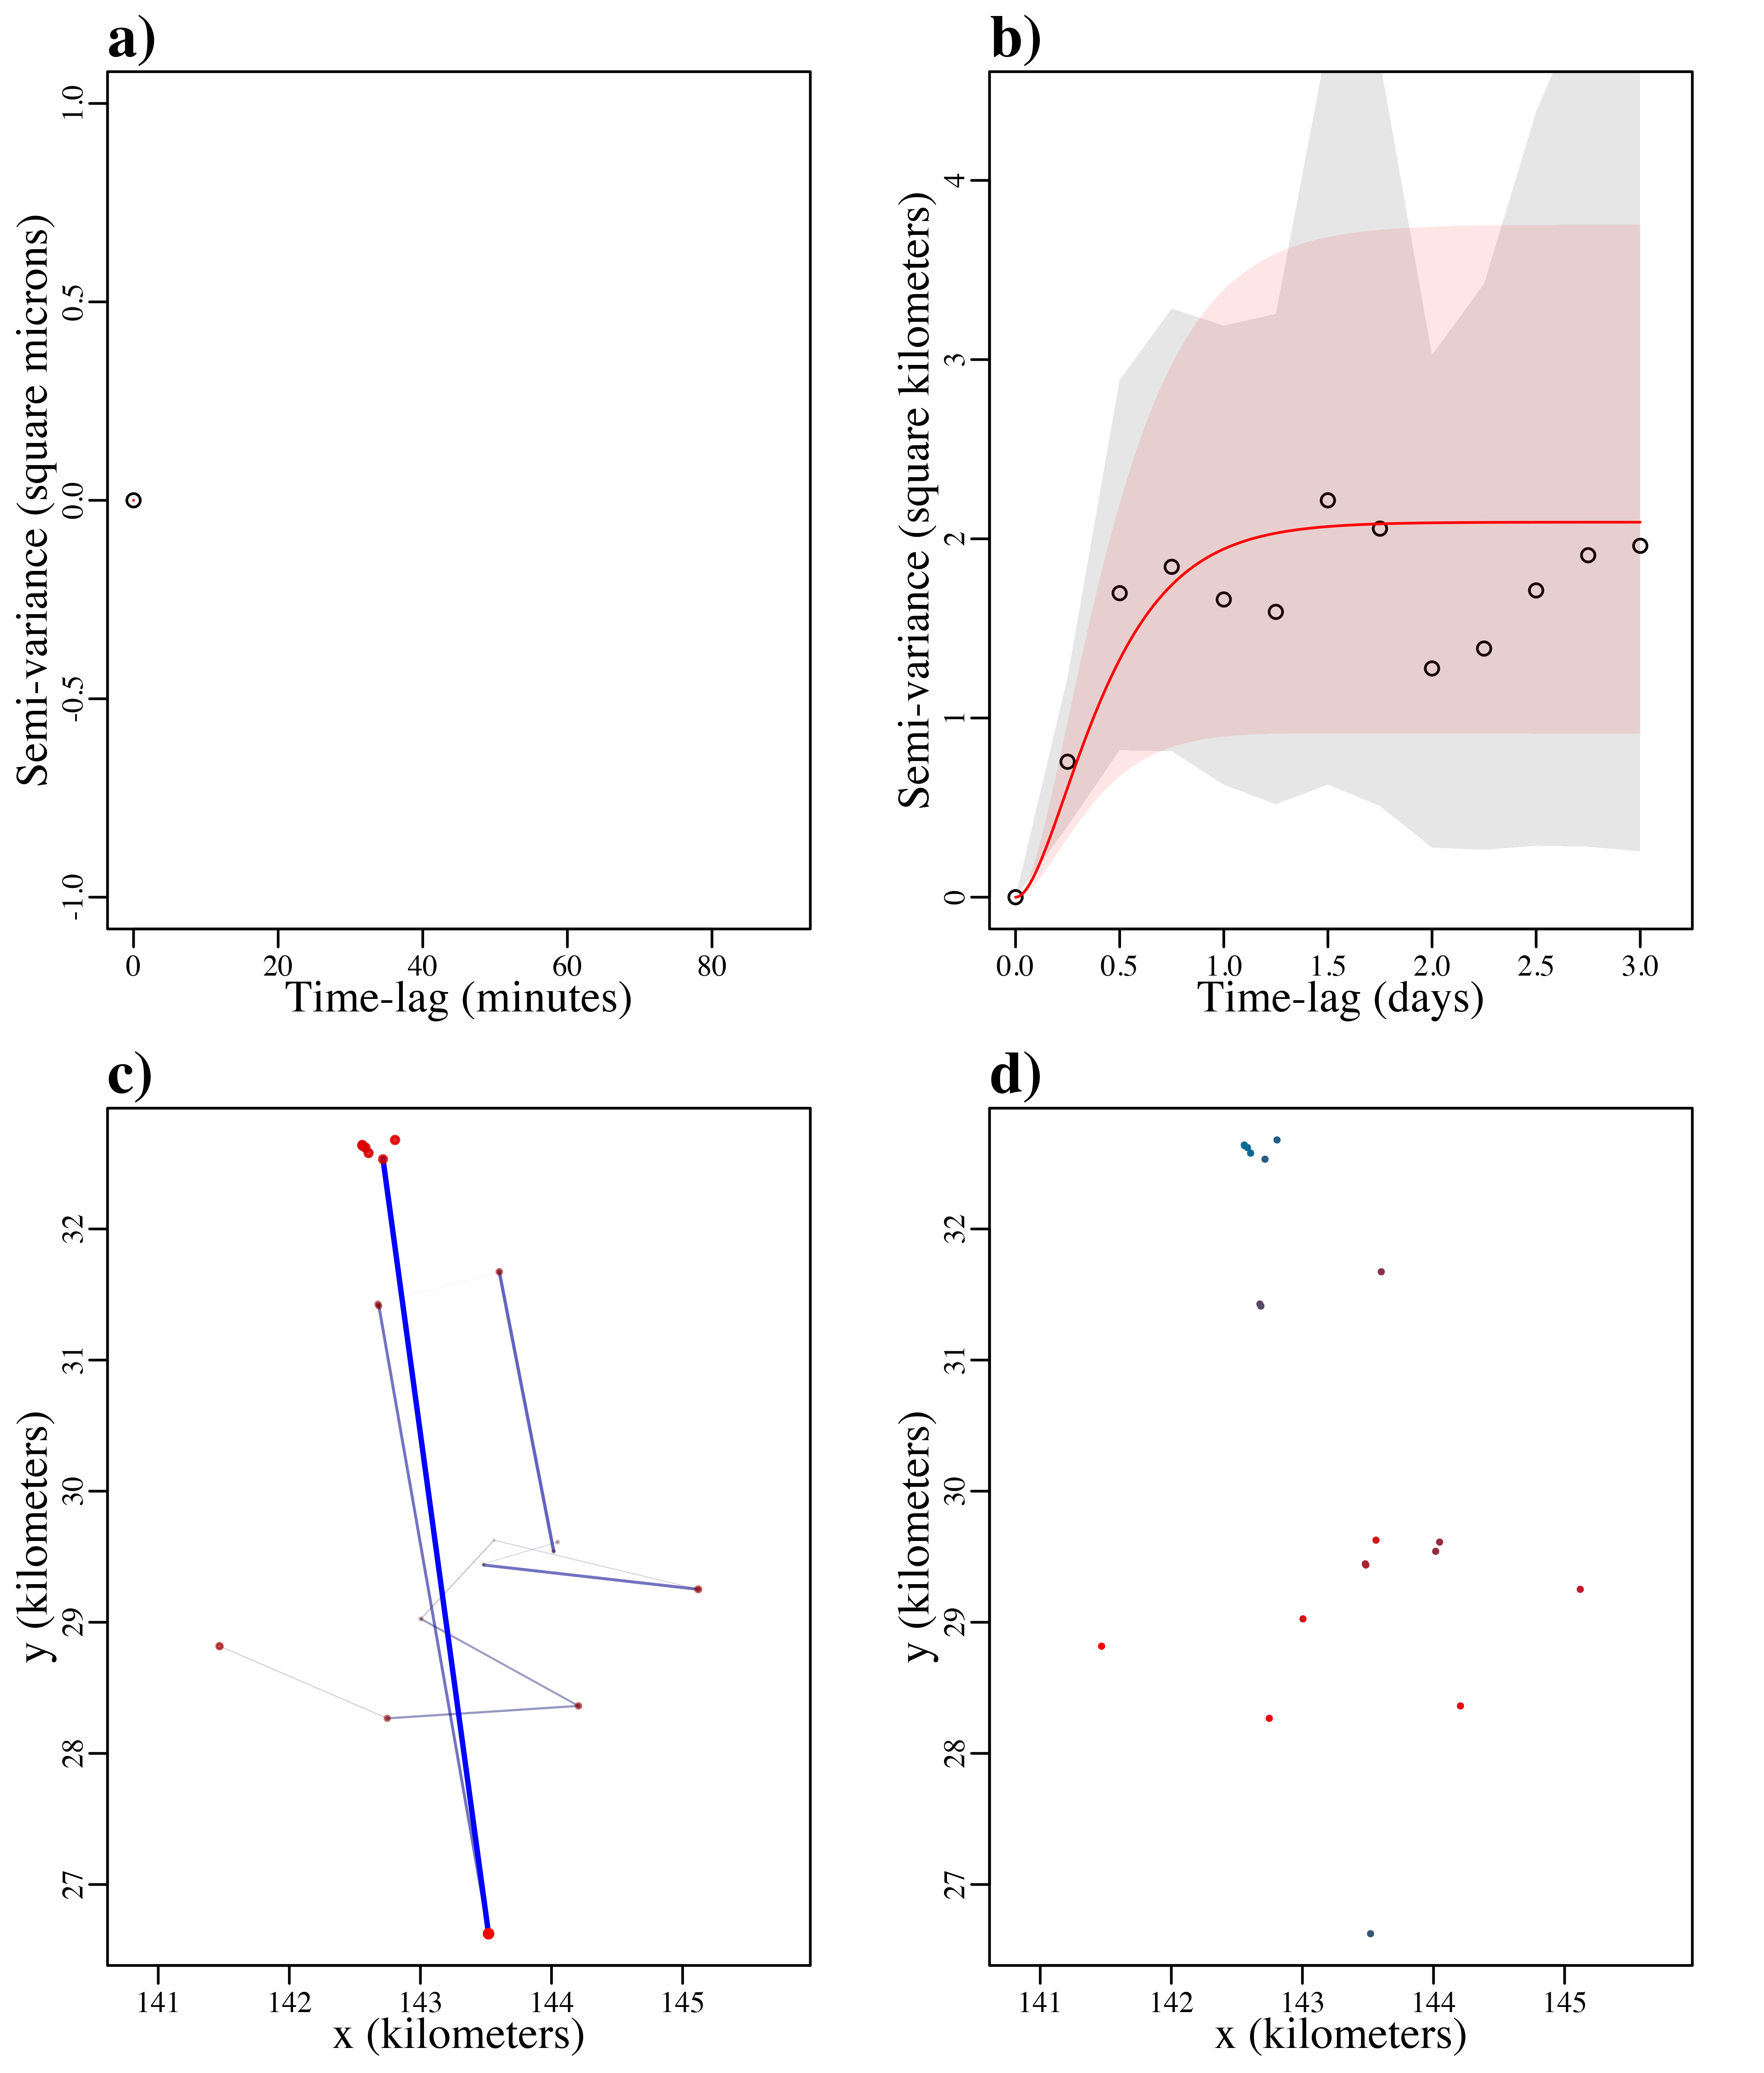 a)
Semi-variance (square microns)
1.0
0.5
0.0
-0.5
-1.0
0 20 40 60 80
Time-lag (minutes)
b)
Semi-variance (square kilometers)
4
3
2
1
0
0.0 0.5 1.0 1.5 2.0 2.5 3.0
Time-lag (days)
c)
y (kilometers)
32
31
30
29
28
27
141 142 143 144 145
x (kilometers)
d)
y (kilometers)
32
31
30
29
28
27
141 142 143 144 145
x (kilometers)